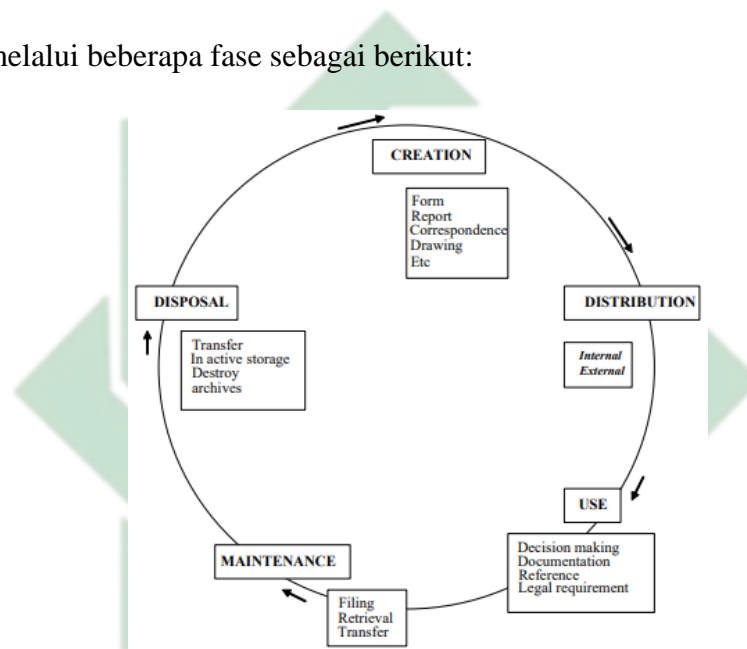 melalui beberapa fase sebagai berikut:
CREATION
Form
Report
Correspondence
Drawing
Etc
DISTRIBUTION
Internal
External
USE
Decision making
Documentation
Reference
Legal requirement
MAINTENANCE
Filing
Retrieval
Transfer
DISPOSAL
Transfer
In active storage
Destroy
archives